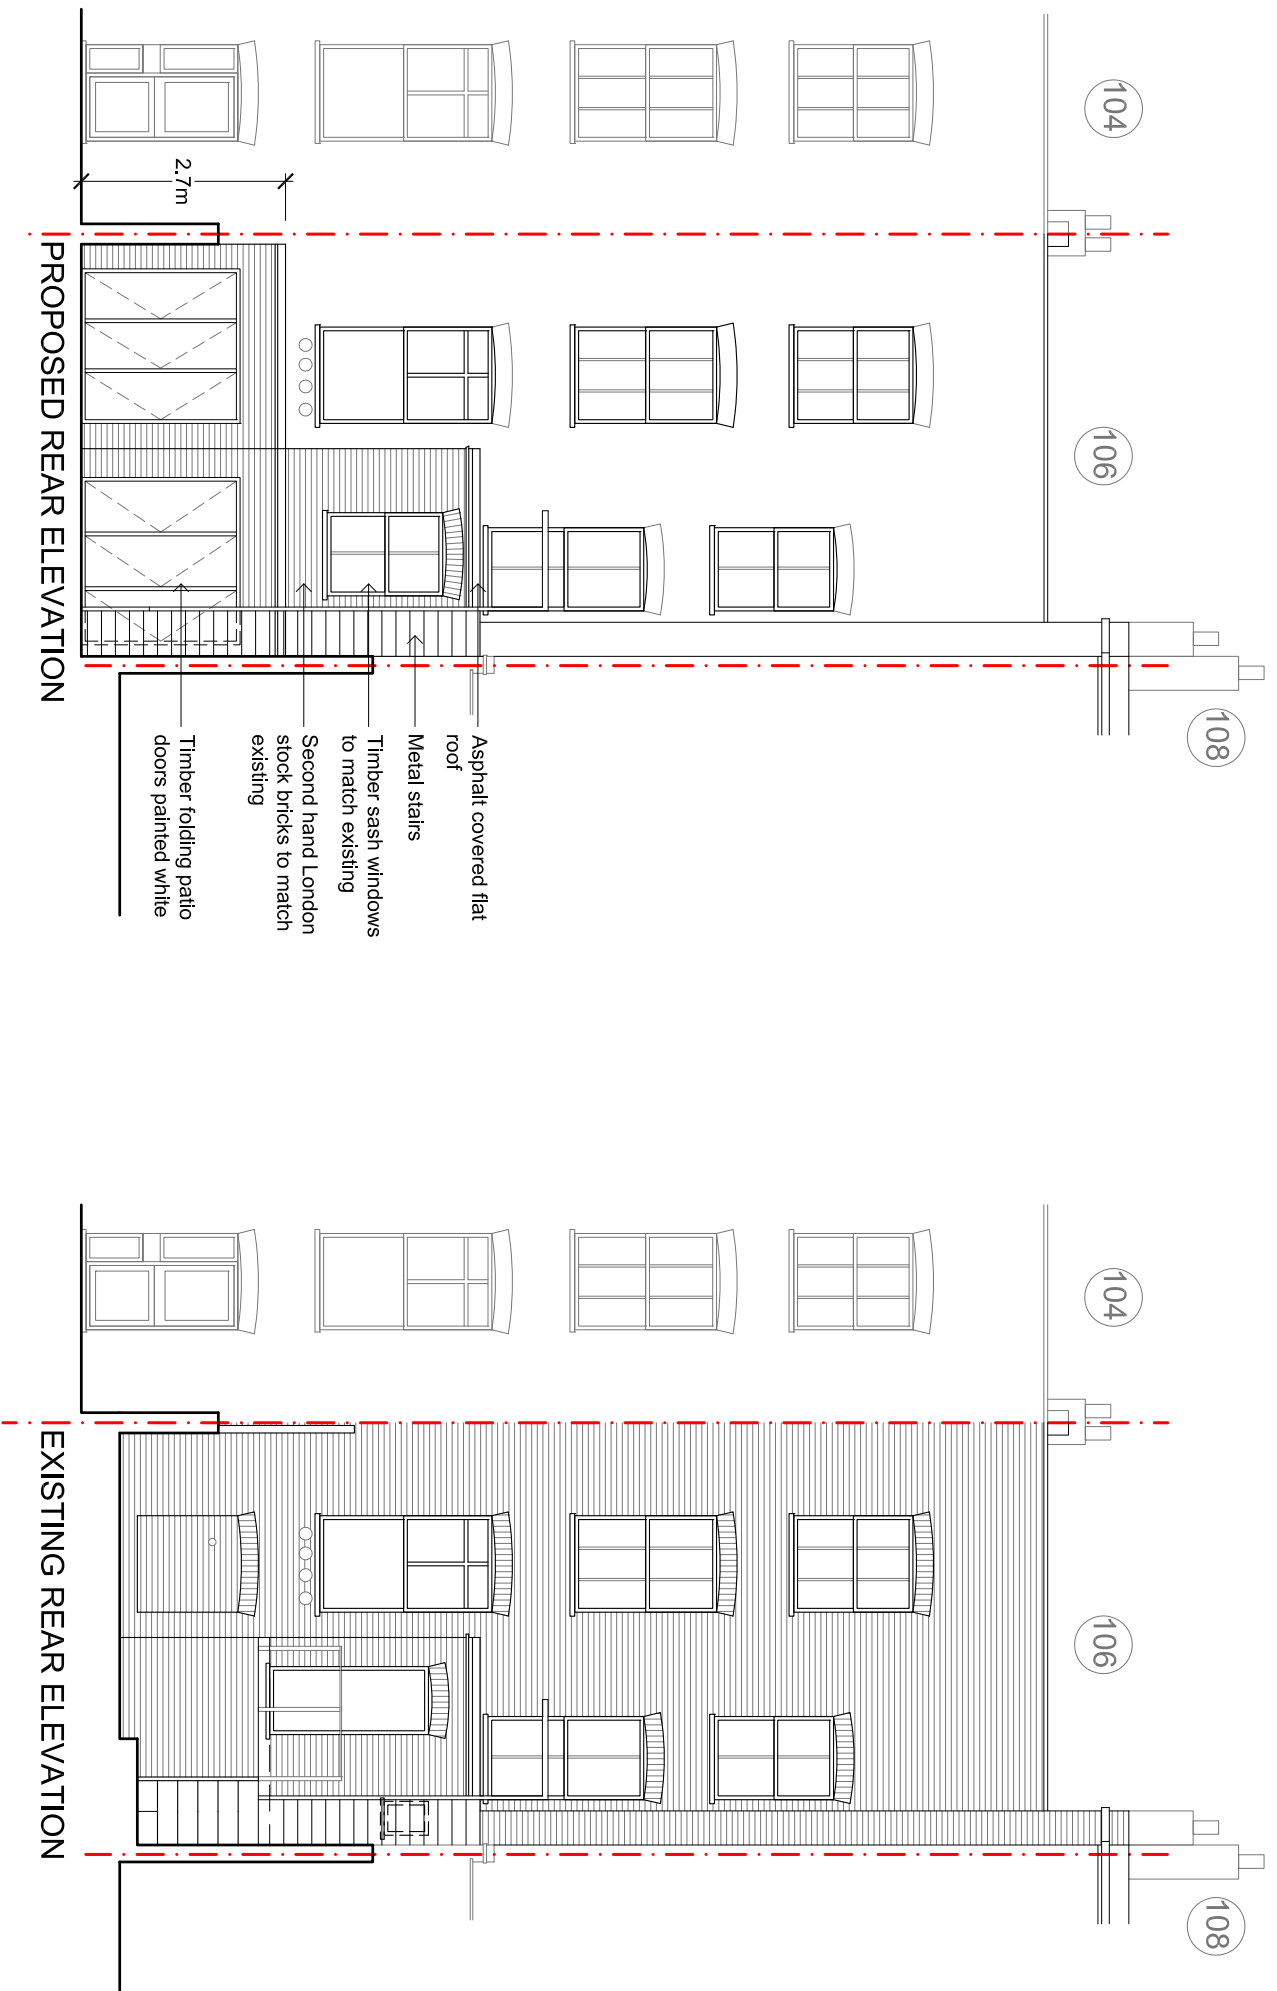 104
106
108
2.7m
Asphalt covered flat
roof
Metal stairs
Timber sash windows
to match existing
Second hand London
stock bricks to match
existing
Timber folding patio
doors painted white
PROPOSED REAR ELEVATION
104
106
108
EXISTING REAR ELEVATION